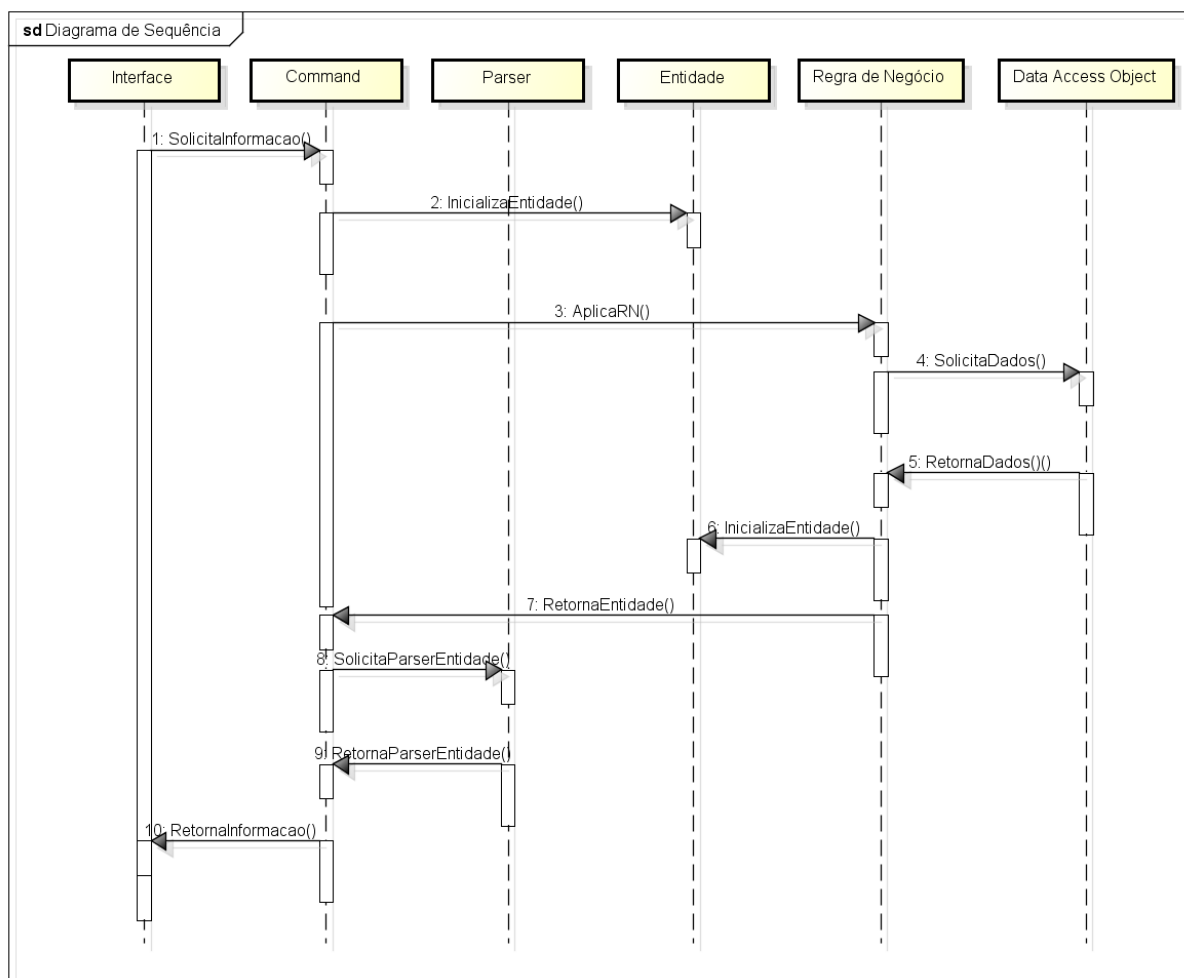 sd Diagrama de Sequência
Interface
Command
Parser
Entidade
Regra de Negócio
Data Access Object
1: SolicitaInformacao()
2: InicializaEntidade()
3: AplicaRN()
4: SolicitaDados()
5: RetornaDados()()
6: InicializaEntidade()
7: RetornaEntidade()
8: SolicitaParserEntidade()
9: RetornaParserEntidade()
10: RetornaInformacao()